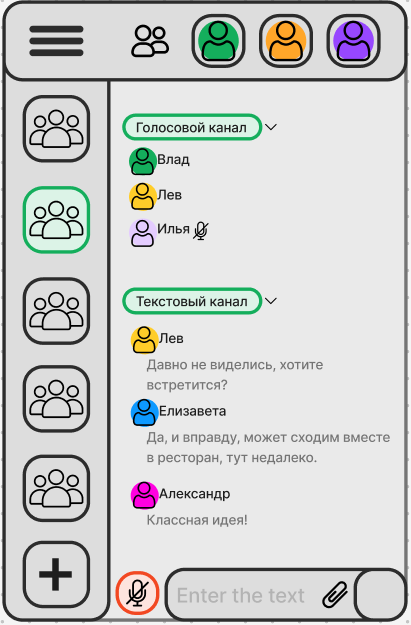 Голосовой канал
Влад
Лев
Илья
Текстовый канал
Лев
Давно не виделись, хотите
встретится?
Елизавета
Да, и вправду, может сходим вместе
в ресторан, тут недалеко.
Александр
Классная идея!
Enter the text